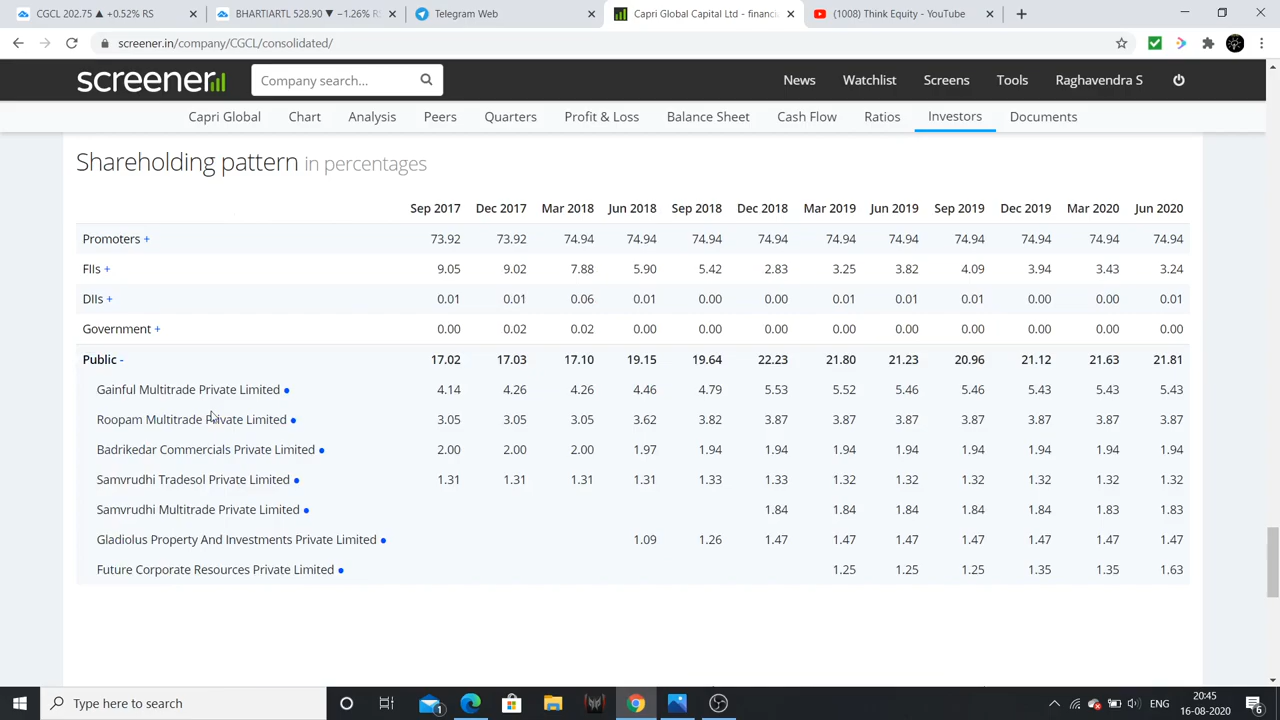 CGCL 202.75 ▲ +0.52% RS
BHARTIARTL 528.90 ▼ −1.26% RS
Telegram Web
Capri Global Capital Ltd - financi
(1008) Think Equity - YouTube
screener.in/company/CGCL/consolidated/
screener
Company search...
News Watchlist Screens Tools Raghavendra S
Capri Global Chart Analysis Peers Quarters Profit & Loss Balance Sheet Cash Flow Ratios Investors Documents
Shareholding pattern in percentages
Sep 2017 Dec 2017 Mar 2018 Jun 2018 Sep 2018 Dec 2018 Mar 2019 Jun 2019 Sep 2019 Dec 2019 Mar 2020 Jun 2020
Promoters + 73.92 73.92 74.94 74.94 74.94 74.94 74.94 74.94 74.94 74.94 74.94 74.94
FIIs + 9.05 9.02 7.88 5.90 5.42 2.83 3.25 3.82 4.09 3.94 3.43 3.24
DIIs + 0.01 0.01 0.06 0.01 0.00 0.00 0.01 0.01 0.01 0.00 0.00 0.01
Government + 0.00 0.02 0.02 0.00 0.00 0.00 0.00 0.00 0.00 0.00 0.00 0.00
Public - 17.02 17.03 17.10 19.15 19.64 22.23 21.80 21.23 20.96 21.12 21.63 21.81
Gainful Multitrade Private Limited 4.14 4.26 4.26 4.46 4.79 5.53 5.52 5.46 5.46 5.43 5.43 5.43
Roopam Multitrade Private Limited 3.05 3.05 3.05 3.62 3.82 3.87 3.87 3.87 3.87 3.87 3.87 3.87
Badrikedar Commercials Private Limited 2.00 2.00 2.00 1.97 1.94 1.94 1.94 1.94 1.94 1.94 1.94 1.94
Samvrudhi Tradesol Private Limited 1.31 1.31 1.31 1.31 1.33 1.33 1.32 1.32 1.32 1.32 1.32 1.32
Samvrudhi Multitrade Private Limited 1.84 1.84 1.84 1.84 1.84 1.83 1.83
Gladiolus Property And Investments Private Limited 1.09 1.26 1.47 1.47 1.47 1.47 1.47 1.47 1.47
Future Corporate Resources Private Limited 1.25 1.25 1.25 1.35 1.35 1.63
Type here to search
1
ENG
20:45
16-08-2020
6